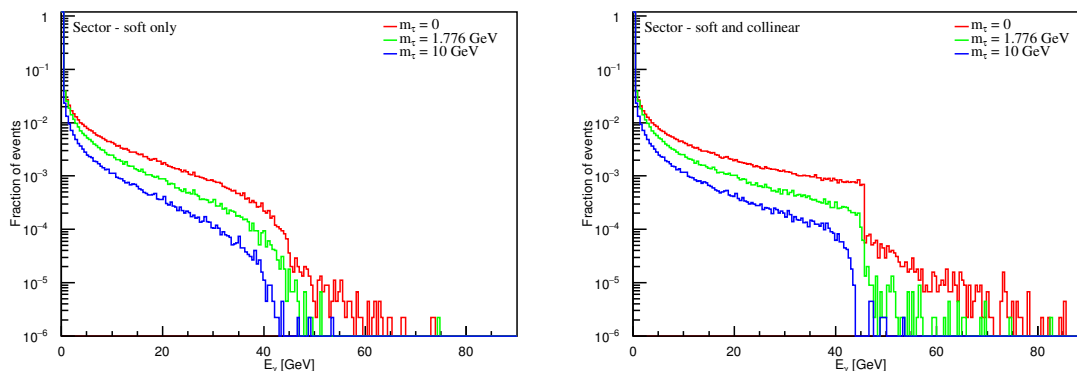 Sector - soft only
m_τ = 0
m_τ = 1.776 GeV
m_τ = 10 GeV
Fraction of events
1
10⁻¹
10⁻²
10⁻³
10⁻⁴
10⁻⁵
10⁻⁶
0 20 40 60 80
E_γ [GeV]
Sector - soft and collinear
m_τ = 0
m_τ = 1.776 GeV
m_τ = 10 GeV
Fraction of events
1
10⁻¹
10⁻²
10⁻³
10⁻⁴
10⁻⁵
10⁻⁶
0 20 40 60 80
E_γ [GeV]